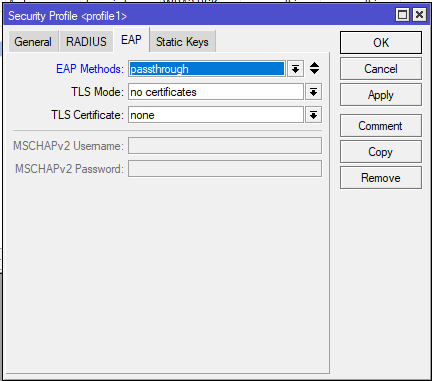 Security Profile <profile1>
General RADIUS EAP Static Keys
OK
EAP Methods: passthrough
Cancel
TLS Mode: no certificates
Apply
TLS Certificate: none
Comment
MSCHAPv2 Username:
Copy
MSCHAPv2 Password:
Remove